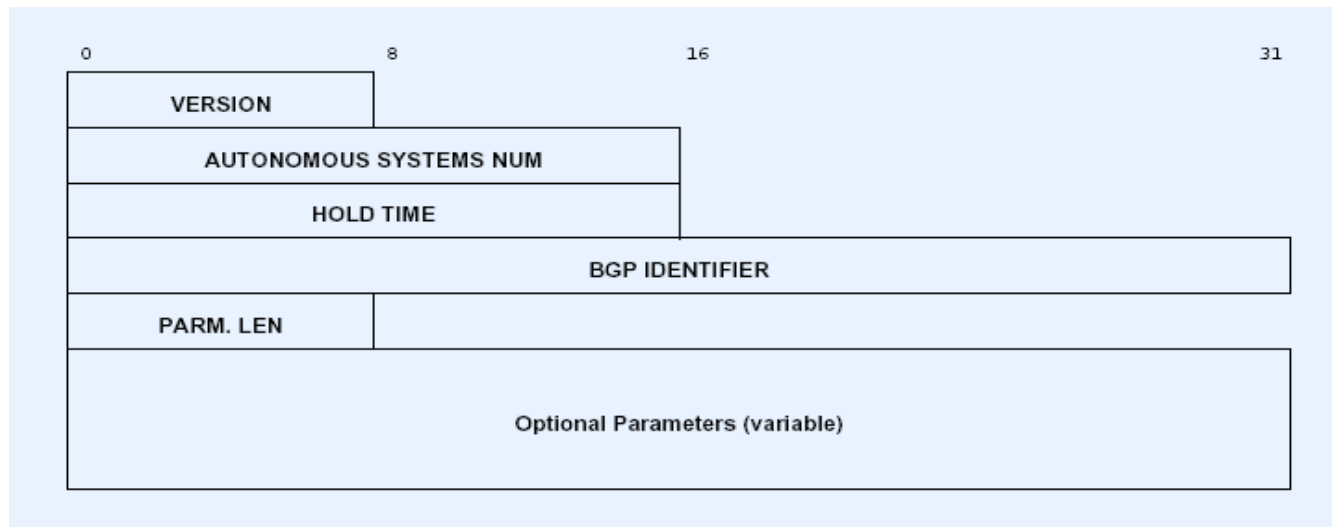 0 8 16 31
VERSION
AUTONOMOUS SYSTEMS NUM
HOLD TIME
BGP IDENTIFIER
PARM. LEN
Optional Parameters (variable)